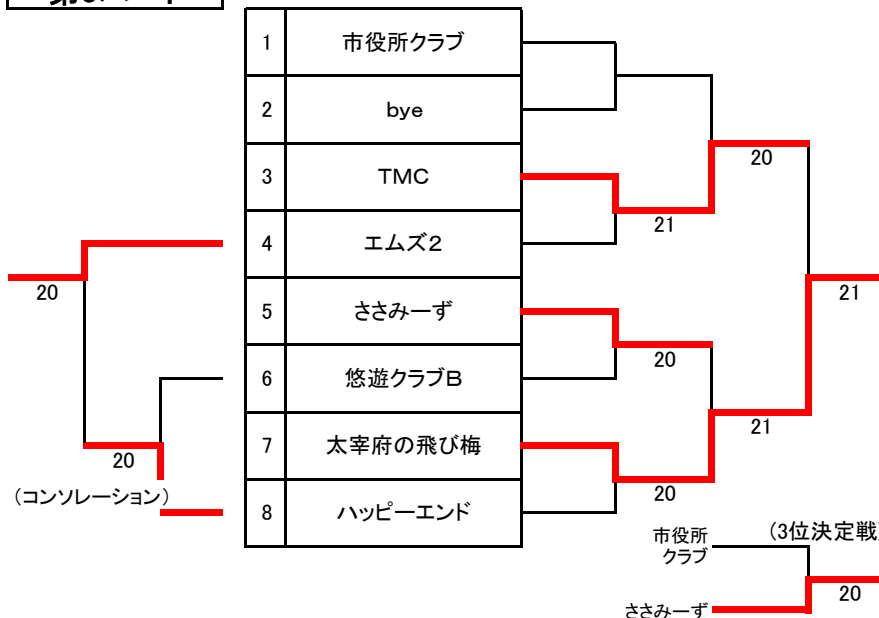 1 市役所クラブ
2 bye
3 TMC
4 エムズ2
5 ささみーず
6 悠遊クラブB
7 太宰府の飛び梅
8 ハッピーエンド
20
21
20
21
20
21
20
20
(コンソレーション)
市役所
クラブ
(3位決定戦)
20
ささみーず